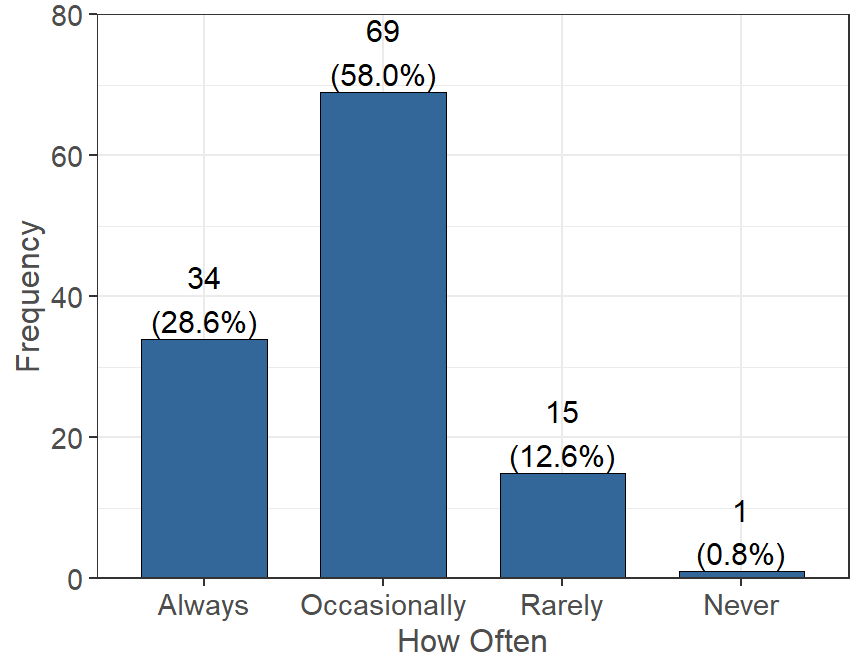 80
60
40
20
0
Frequency
34
(28.6%)
69
(58.0%)
15
(12.6%)
1
(0.8%)
Always
Occasionally
Rarely
Never
How Often